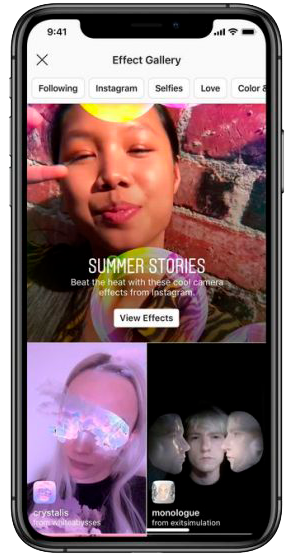 9:41
Effect Gallery
Following
Instagram
Selfies
Love
Color &
SUMMER STORIES
Beat the heat with these cool camera
effects from Instagram.
View Effects
crystalis
from whiteabysses
monologue
from exitsimulation